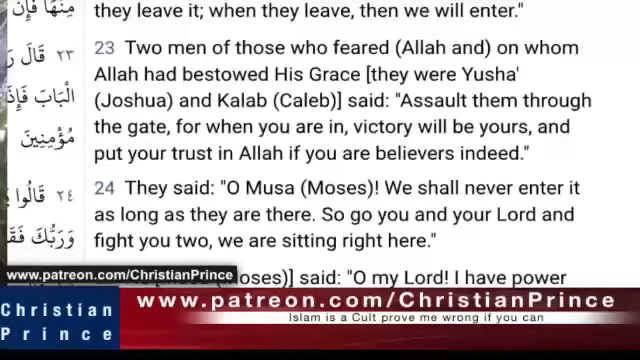 they leave it; when they leave, then we will enter."
مِنْهَا فَإِن
23 Two men of those who feared (Allah and) on whom
٢٣ قَالَ
Allah had bestowed His Grace [they were Yusha'
(Joshua) and Kalab (Caleb)] said: "Assault them through
الْبَابَ فَإِذَ
the gate, for when you are in, victory will be yours, and
مُؤْمِنِينَ
put your trust in Allah if you are believers indeed."
24 They said: "O Musa (Moses)! We shall never enter it
٢٤ قَالُوا
as long as they are there. So go you and your Lord and
وَرَبُّكَ فَقَ
fight you two, we are sitting right here."
www.patreon.com/ChristianPrince
(Moses)] said: "O my Lord! I have power
www.patreon.com/ChristianPrince
Christian
Prince
Islam is a Cult prove me wrong if you can